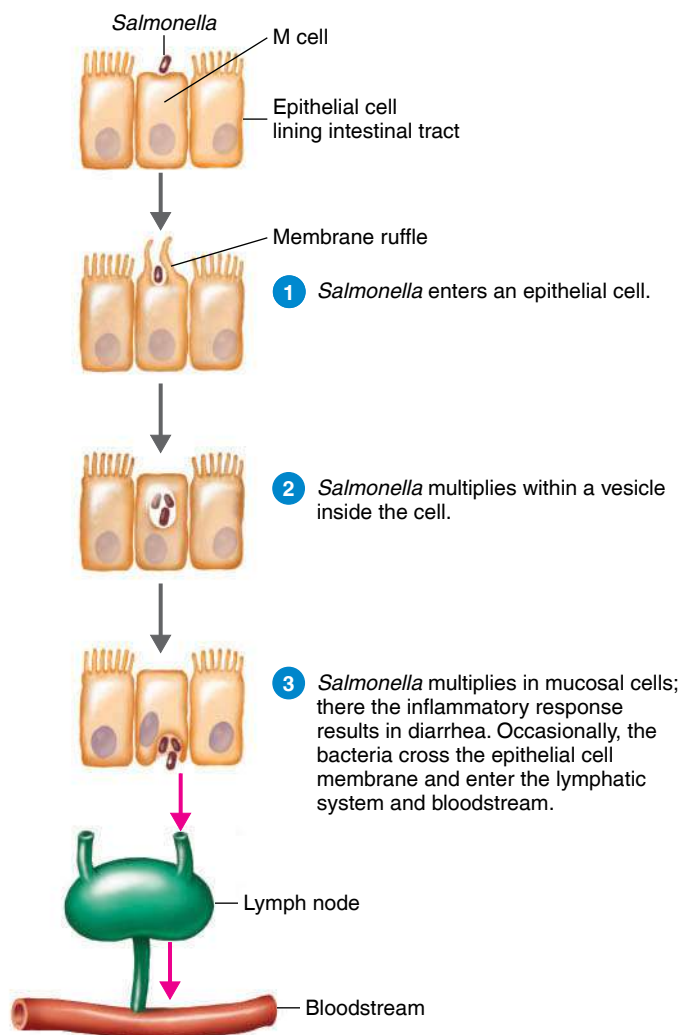 Salmonella
M cell
Epithelial cell
lining intestinal tract
Membrane ruffle
1 Salmonella enters an epithelial cell.
2 Salmonella multiplies within a vesicle
inside the cell.
3 Salmonella multiplies in mucosal cells;
there the inflammatory response
results in diarrhea. Occasionally, the
bacteria cross the epithelial cell
membrane and enter the lymphatic
system and bloodstream.
Lymph node
Bloodstream